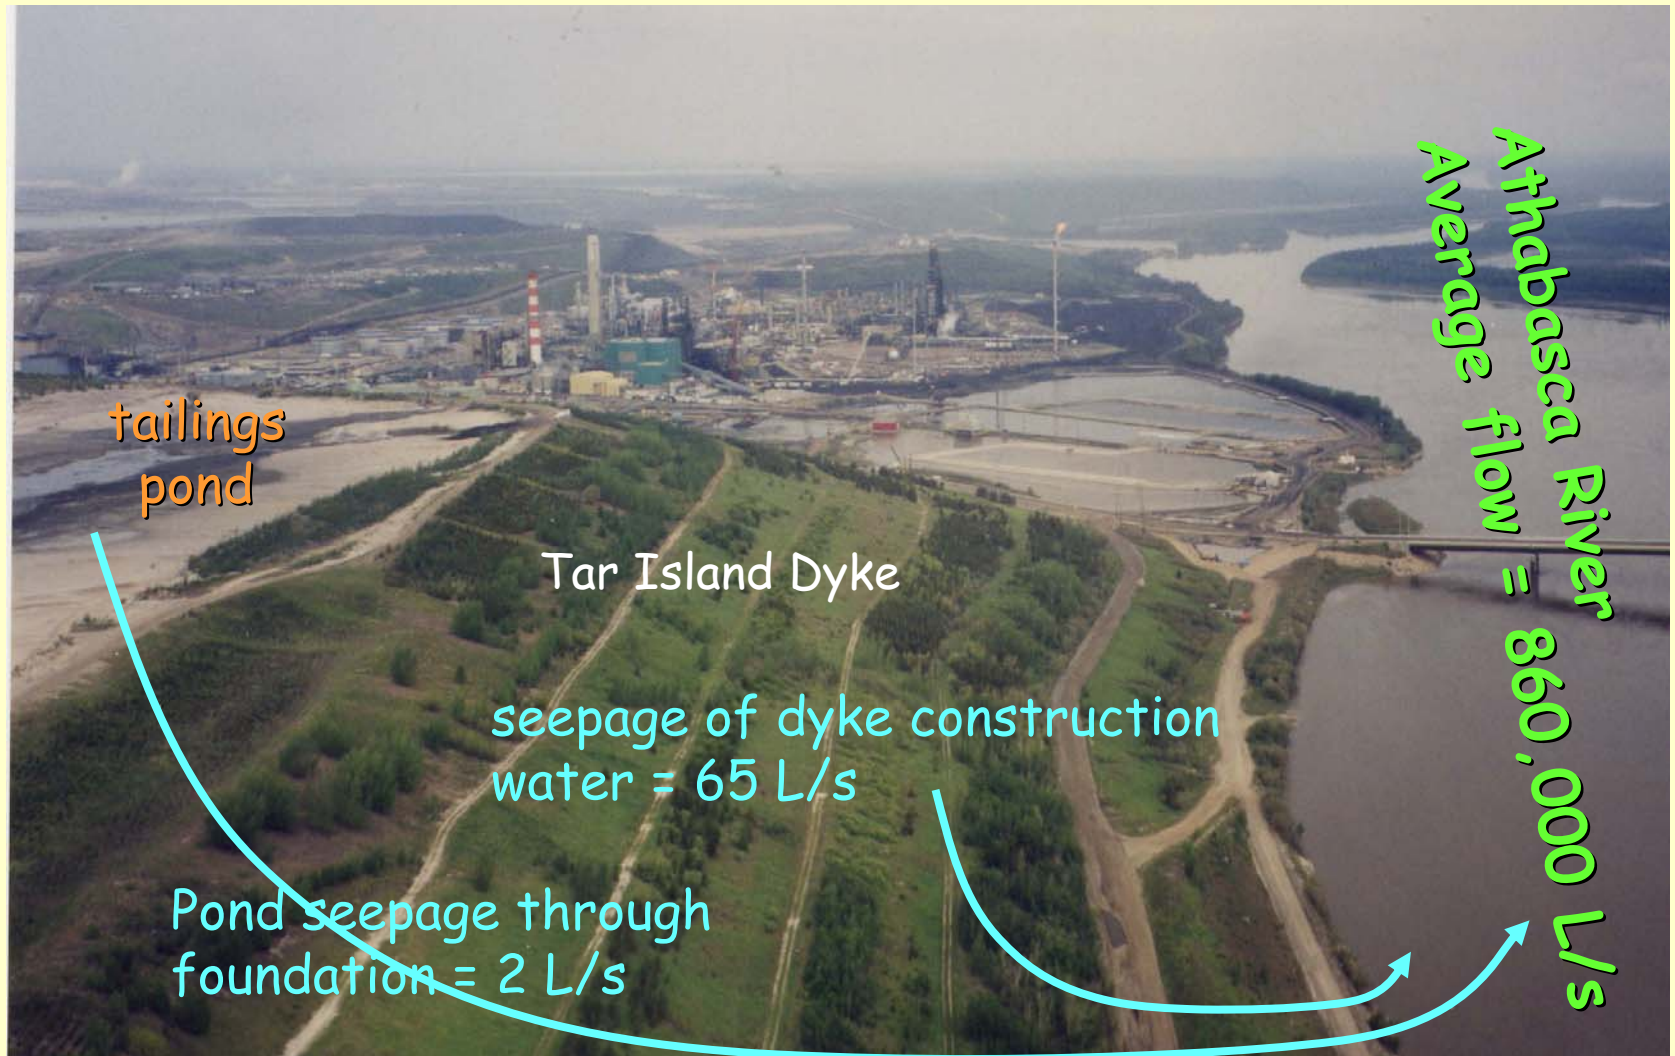 Athabasca River
Average flow = 860,000 L/s
tailings
pond
Tar Island Dyke
seepage of dyke construction
water = 65 L/s
Pond seepage through
foundation = 2 L/s